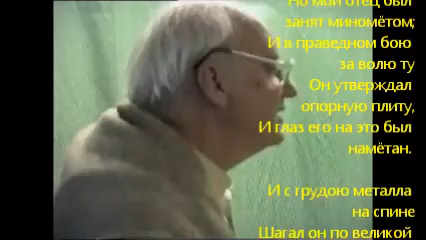 Но мой отец был
занят миномётом;
И в праведном бою
за волю ту
Он утверждал
опорную плиту,
И глаз его на это был
намётан.
И с грудою металла
на спине
Шагал он по великой